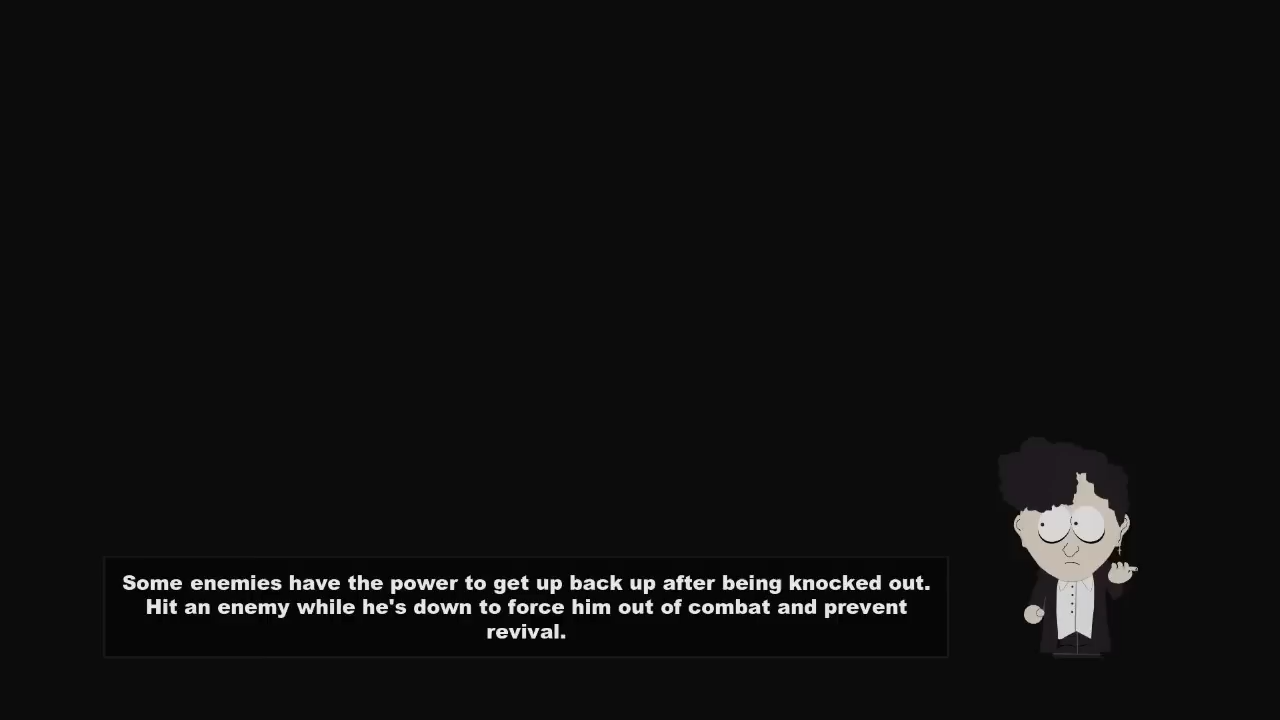 Some enemies have the power to get up back up after being knocked out.
Hit an enemy while he's down to force him out of combat and prevent
revival.